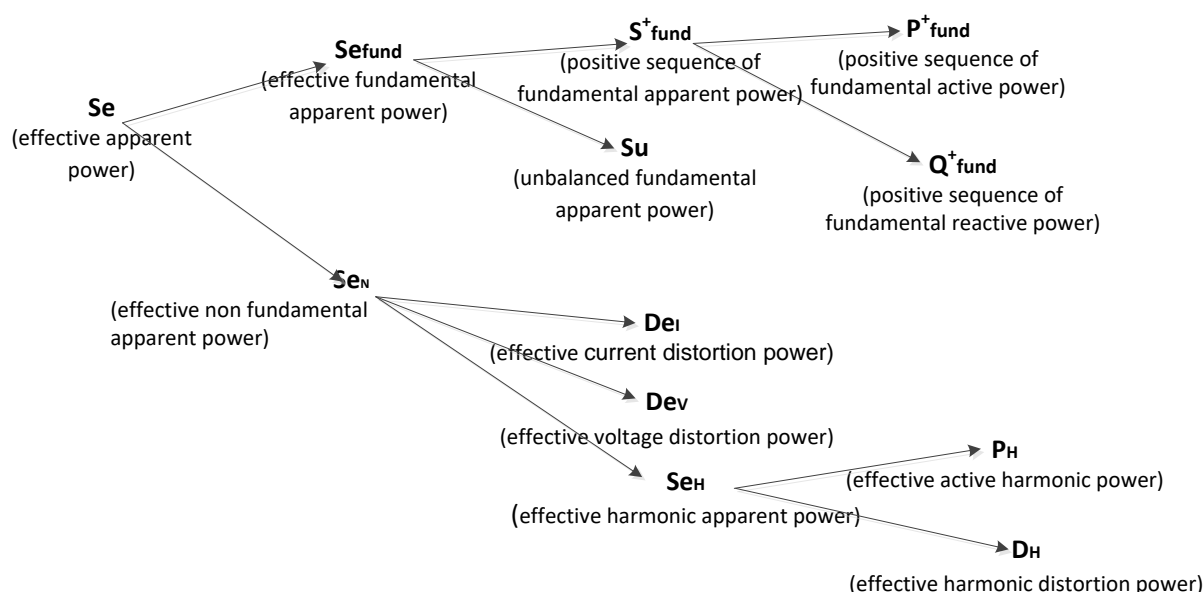 Se
(effective apparent
power)
Sefund
(effective fundamental
apparent power)
S+fund
(positive sequence of
fundamental apparent power)
P+fund
(positive sequence of
fundamental active power)
Su
(unbalanced fundamental
apparent power)
Q+fund
(positive sequence of
fundamental reactive power)
SeN
(effective non fundamental
apparent power)
DeI
(effective current distortion power)
DeV
(effective voltage distortion power)
SeH
(effective harmonic apparent power)
PH
(effective active harmonic power)
DH
(effective harmonic distortion power)